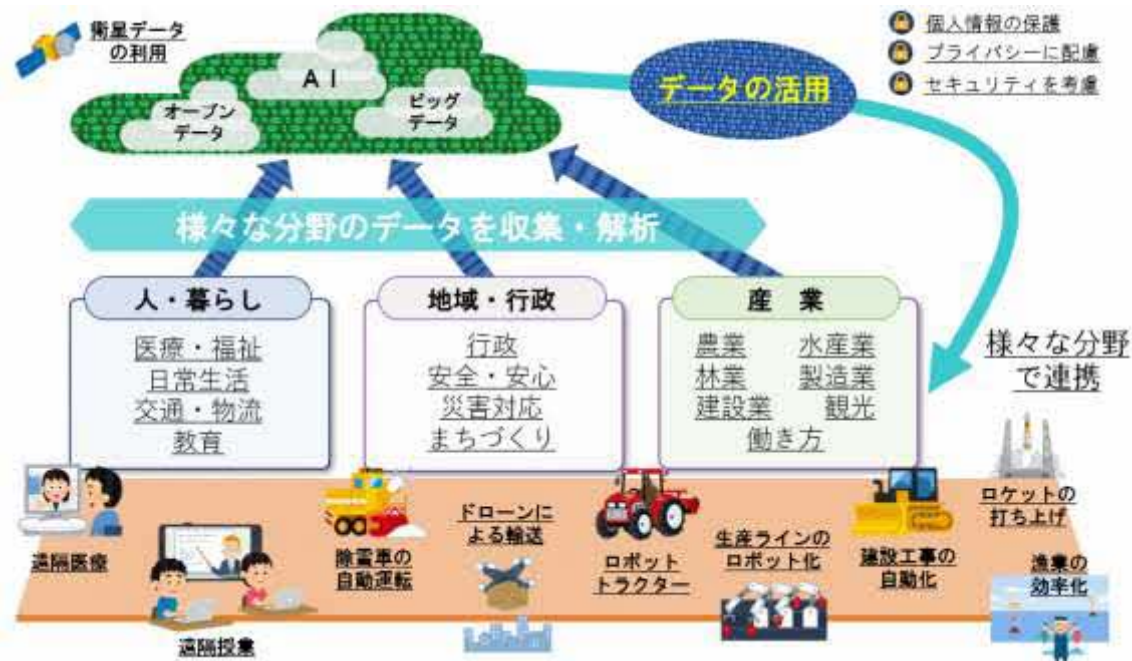 衛星データ
の利用
AI
オープン
データ
ビッグ
データ
データの活用
個人情報の保護
プライバシーに配慮
セキュリティを考慮
様々な分野のデータを収集・解析
人・暮らし
医療・福祉
日常生活
交通・物流
教育
地域・行政
行政
安全・安心
災害対応
まちづくり
産 業
農業 水産業
林業 製造業
建設業 観光
働き方
様々な分野
で連携
遠隔医療
遠隔授業
除雪車の
自動運転
ドローンに
よる輸送
ロボット
トラクター
生産ラインの
ロボット化
建設工事の
自動化
ロケットの
打ち上げ
漁業の
効率化